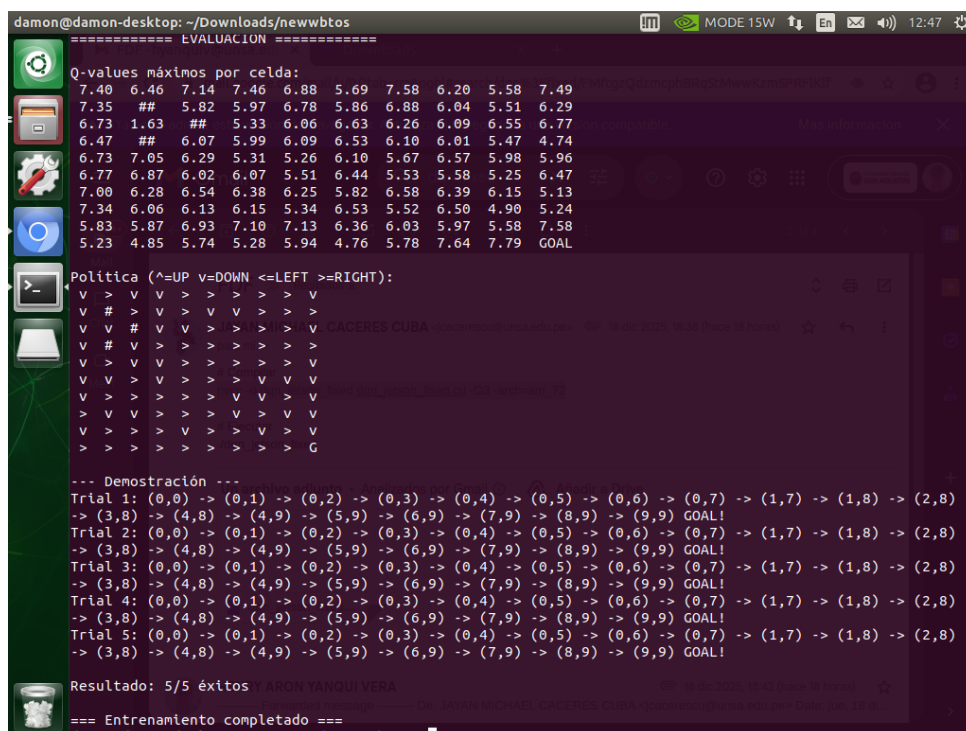 damon@damon-desktop: ~/Downloads/newwbtos
MODE 15W En 12:47
============ EVALUACIÓN ============
Q-values máximos por celda:
7.40 6.46 7.14 7.46 6.88 5.69 7.58 6.20 5.58 7.49
7.35 ## 5.82 5.97 6.78 5.86 6.88 6.04 5.51 6.29
6.73 1.63 ## 5.33 6.06 6.63 6.26 6.09 6.55 6.77
6.47 ## 6.07 5.99 6.09 6.53 6.10 6.01 5.47 4.74
6.73 7.05 6.29 5.31 5.26 6.10 5.67 6.57 5.98 5.96
6.77 6.87 6.02 6.07 5.51 6.44 5.53 5.58 5.25 6.47
7.00 6.28 6.54 6.38 6.25 5.82 6.58 6.39 6.15 5.13
7.34 6.06 6.13 6.15 5.34 6.53 5.52 6.50 4.90 5.24
5.83 5.87 6.93 7.10 7.13 6.36 6.03 5.97 5.58 7.58
5.23 4.85 5.74 5.28 5.94 4.76 5.78 7.64 7.79 GOAL
Política (^=UP v=DOWN <=LEFT >=RIGHT):
v > v v > > > > > v
v # > v > v v > > >
v v # v v > > > v v
v # v > > > > > > >
v > v v > > > > > v
v v > v > > > v v v
v > > > > v v > v v
> v v > > > v > v v
v > > > v > > v > v
> > > > > > > > > G
--- Demostración ---
Trial 1: (0,0) -> (0,1) -> (0,2) -> (0,3) -> (0,4) -> (0,5) -> (0,6) -> (0,7) -> (1,7) -> (1,8) -> (2,8)
-> (3,8) -> (4,8) -> (4,9) -> (5,9) -> (6,9) -> (7,9) -> (8,9) -> (9,9) GOAL!
Trial 2: (0,0) -> (0,1) -> (0,2) -> (0,3) -> (0,4) -> (0,5) -> (0,6) -> (0,7) -> (1,7) -> (1,8) -> (2,8)
-> (3,8) -> (4,8) -> (4,9) -> (5,9) -> (6,9) -> (7,9) -> (8,9) -> (9,9) GOAL!
Trial 3: (0,0) -> (0,1) -> (0,2) -> (0,3) -> (0,4) -> (0,5) -> (0,6) -> (0,7) -> (1,7) -> (1,8) -> (2,8)
-> (3,8) -> (4,8) -> (4,9) -> (5,9) -> (6,9) -> (7,9) -> (8,9) -> (9,9) GOAL!
Trial 4: (0,0) -> (0,1) -> (0,2) -> (0,3) -> (0,4) -> (0,5) -> (0,6) -> (0,7) -> (1,7) -> (1,8) -> (2,8)
-> (3,8) -> (4,8) -> (4,9) -> (5,9) -> (6,9) -> (7,9) -> (8,9) -> (9,9) GOAL!
Trial 5: (0,0) -> (0,1) -> (0,2) -> (0,3) -> (0,4) -> (0,5) -> (0,6) -> (0,7) -> (1,7) -> (1,8) -> (2,8)
-> (3,8) -> (4,8) -> (4,9) -> (5,9) -> (6,9) -> (7,9) -> (8,9) -> (9,9) GOAL!
Resultado: 5/5 éxitos
=== Entrenamiento completado ===